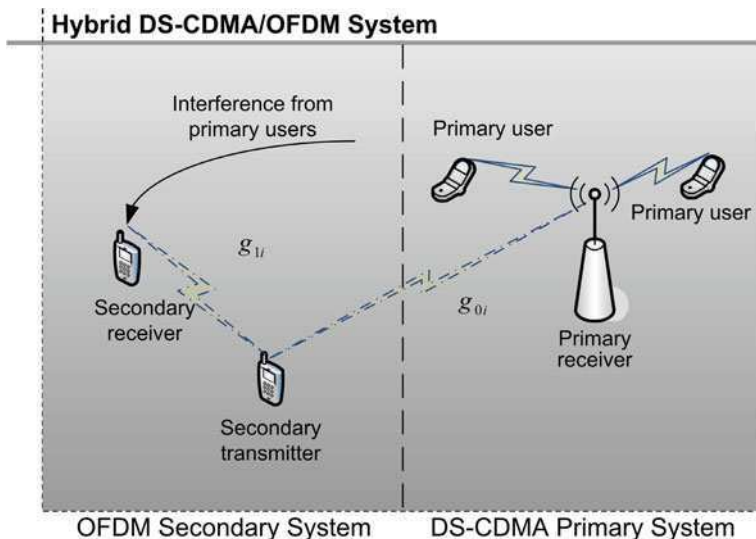 Hybrid DS-CDMA/OFDM System
Interference from
primary users
Primary user
Primary user
g1i
Secondary
receiver
g0i
Primary
receiver
Secondary
transmitter
OFDM Secondary System
DS-CDMA Primary System